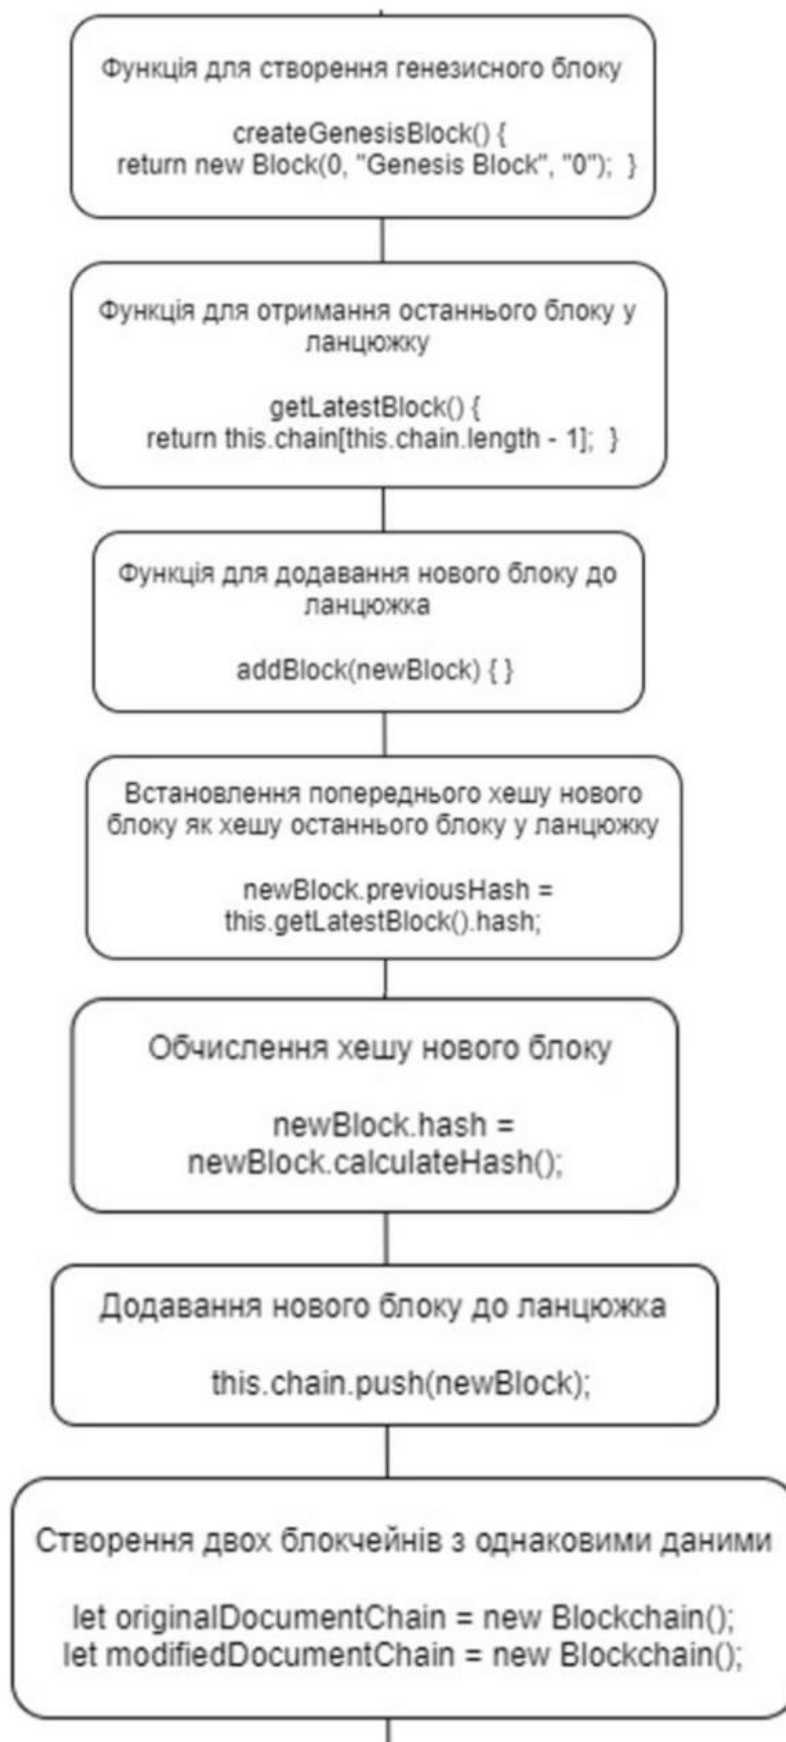 Функція для створення генезисного блоку
createGenesisBlock() {
return new Block(0, "Genesis Block", "0"); }
Функція для отримання останнього блоку у
ланцюжку
getLatestBlock() {
return this.chain[this.chain.length - 1]; }
Функція для додавання нового блоку до
ланцюжка
addBlock(newBlock) { }
Встановлення попереднього хешу нового
блоку як хешу останнього блоку у ланцюжку
newBlock.previousHash =
this.getLatestBlock().hash;
Обчислення хешу нового блоку
newBlock.hash =
newBlock.calculateHash();
Додавання нового блоку до ланцюжка
this.chain.push(newBlock);
Створення двох блокчейнів з однаковими даними
let originalDocumentChain = new Blockchain();
let modifiedDocumentChain = new Blockchain();